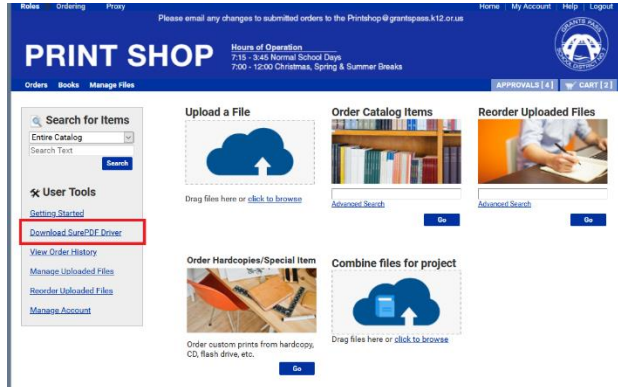 Roles Ordering Proxy
Home My Account Help Logout
Please email any changes to submitted orders to the Printshop@grantspass.k12.or.us
PRINT SHOP
Hours of Operation
7:15 - 3:45 Normal School Days
7:00 - 12:00 Christmas, Spring & Summer Breaks
GRANTS PASS
SCHOOL DISTRICT NO. 7
Orders Books Manage Files
APPROVALS [ 4 ] CART [ 2 ]
Search for Items
Entire Catalog
Search Text
Search
User Tools
Getting Started
Download SurePDF Driver
View Order History
Manage Uploaded Files
Reorder Uploaded Files
Manage Account
Upload a File
Drag files here or click to browse
Order Catalog Items
Advanced Search
Go
Reorder Uploaded Files
Advanced Search
Go
Order Hardcopies/Special Item
Order custom prints from hardcopy,
CD, flash drive, etc.
Go
Combine files for project
Drag files here or click to browse